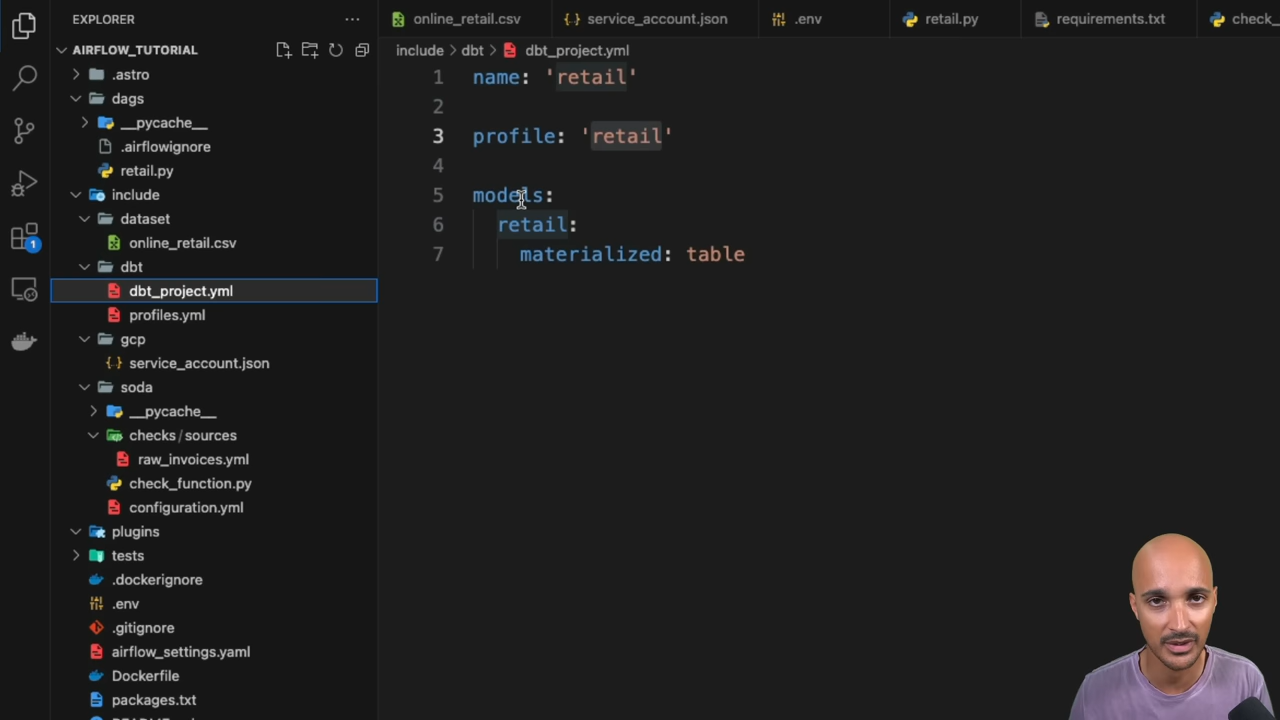 EXPLORER
AIRFLOW_TUTORIAL
.astro
dags
__pycache__
.airflowignore
retail.py
include
dataset
online_retail.csv
dbt
dbt_project.yml
profiles.yml
gcp
service_account.json
soda
__pycache__
checks/sources
raw_invoices.yml
check_function.py
configuration.yml
plugins
tests
.dockerignore
.env
.gitignore
airflow_settings.yaml
Dockerfile
packages.txt
1
online_retail.csv service_account.json .env retail.py requirements.txt check_
include > dbt > dbt_project.yml
1 name: 'retail'
2
3 profile: 'retail'
4
5 models:
6 retail:
7 materialized: table